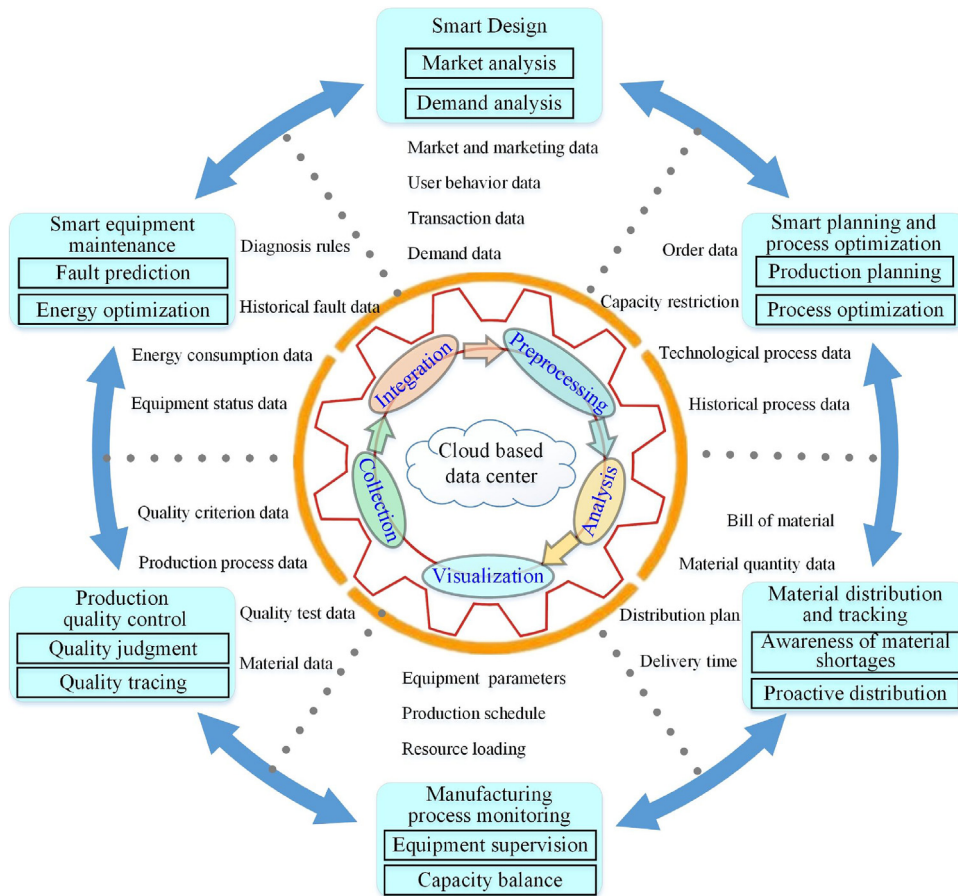 Smart Design
Market analysis
Demand analysis
Market and marketing data
User behavior data
Transaction data
Demand data
Smart equipment
maintenance
Fault prediction
Energy optimization
Diagnosis rules
Historical fault data
Energy consumption data
Equipment status data
Smart planning and
process optimization
Production planning
Process optimization
Order data
Capacity restriction
Technological process data
Historical process data
Integration
Preprocessing
Analysis
Visualization
Collection
Cloud based
data center
Quality criterion data
Production process data
Quality test data
Material data
Production
quality control
Quality judgment
Quality tracing
Bill of material
Material quantity data
Distribution plan
Delivery time
Material distribution
and tracking
Awareness of material
shortages
Proactive distribution
Equipment parameters
Production schedule
Resource loading
Manufacturing
process monitoring
Equipment supervision
Capacity balance